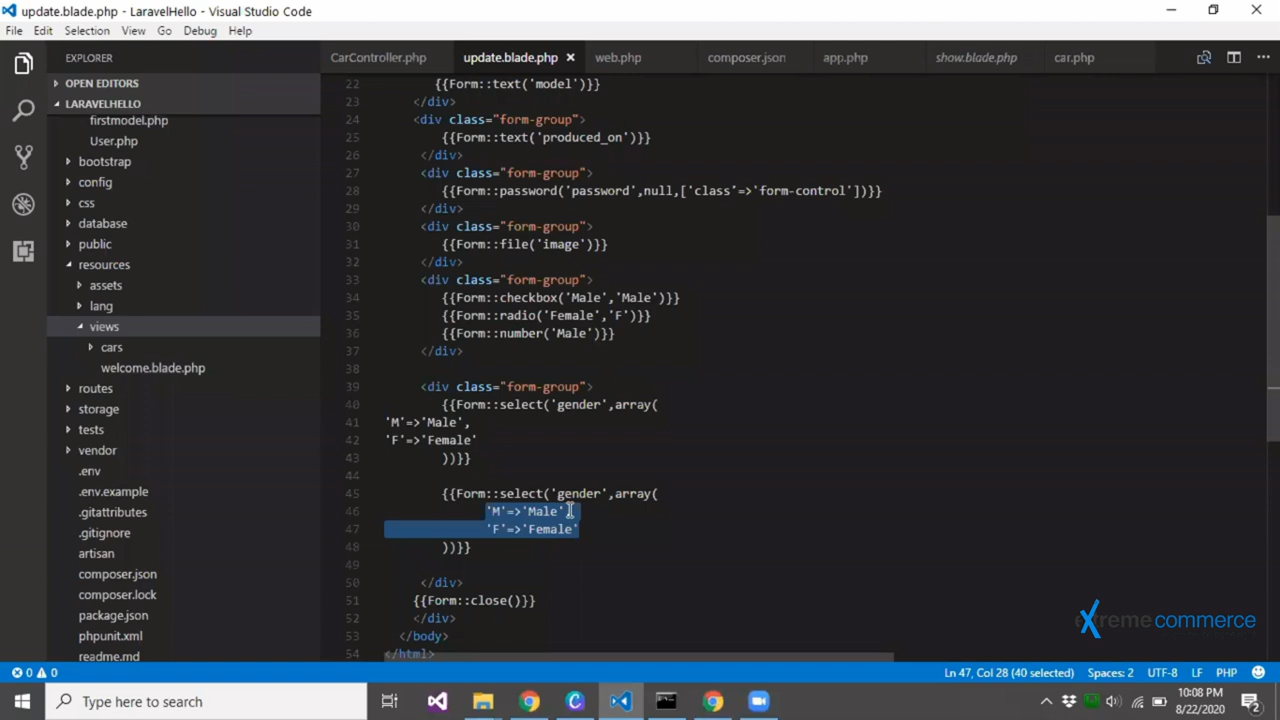 update.blade.php - LaravelHello - Visual Studio Code
File Edit Selection View Go Debug Help
EXPLORER
CarController.php update.blade.php web.php composer.json app.php show.blade.php car.php
OPEN EDITORS
LARAVELHELLO
firstmodel.php
User.php
bootstrap
config
css
database
public
resources
assets
lang
views
cars
welcome.blade.php
routes
storage
tests
vendor
.env
.env.example
.gitattributes
.gitignore
artisan
composer.json
composer.lock
package.json
phpunit.xml
readme.md
22 {{Form::text('model')}}
23 </div>
24 <div class="form-group">
25 {{Form::text('produced_on')}}
26 </div>
27 <div class="form-group">
28 {{Form::password('password',null,['class'=>'form-control'])}}
29 </div>
30 <div class="form-group">
31 {{Form::file('image')}}
32 </div>
33 <div class="form-group">
34 {{Form::checkbox('Male','Male')}}
35 {{Form::radio('Female','F')}}
36 {{Form::number('Male')}}
37 </div>
38
39 <div class="form-group">
40 {{Form::select('gender',array(
41 'M'=>'Male',
42 'F'=>'Female'
43 ))}}
44
45 {{Form::select('gender',array(
46 'M'=>'Male',
47 'F'=>'Female'
48 ))}}
49
50 </div>
51 {{Form::close()}}
52 </div>
53 </body>
54 </html>
extreme commerce
0 0 Ln 47, Col 28 (40 selected) Spaces: 2 UTF-8 LF PHP
Type here to search
10:08 PM
8/22/2020
2